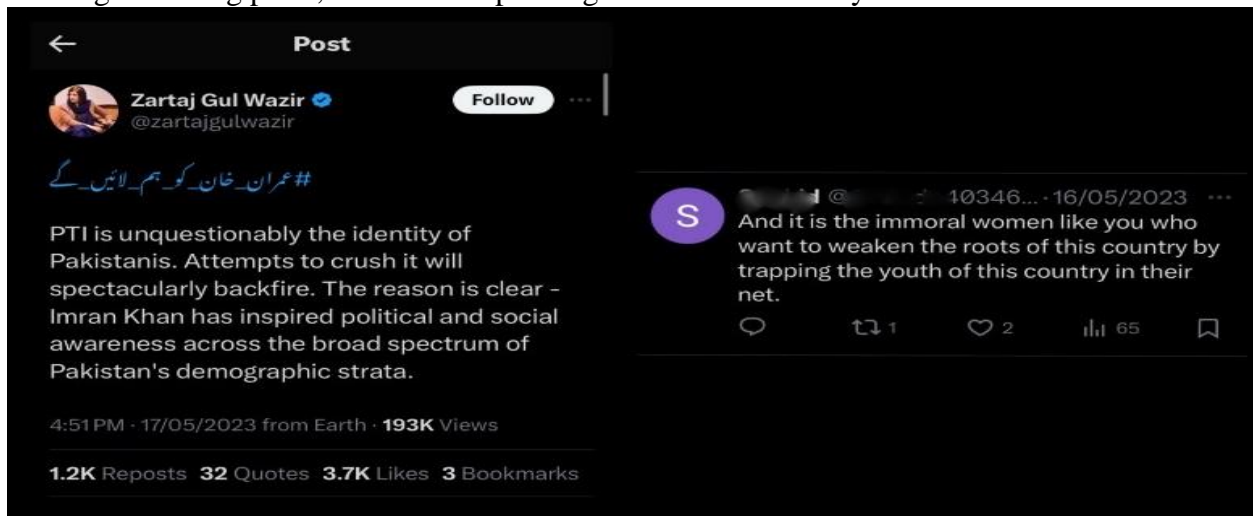 Post
Zartaj Gul Wazir
Follow
@zartajgulwazir
#عمران_خان_کو_ہم_لائیں_گے
PTI is unquestionably the identity of
Pakistanis. Attempts to crush it will
spectacularly backfire. The reason is clear -
Imran Khan has inspired political and social
awareness across the broad spectrum of
Pakistan's demographic strata.
4:51 PM · 17/05/2023 from Earth · 193K Views
1.2K Reposts 32 Quotes 3.7K Likes 3 Bookmarks
S
@ 40346... · 16/05/2023
And it is the immoral women like you who
want to weaken the roots of this country by
trapping the youth of this country in their
net.
1 2 65